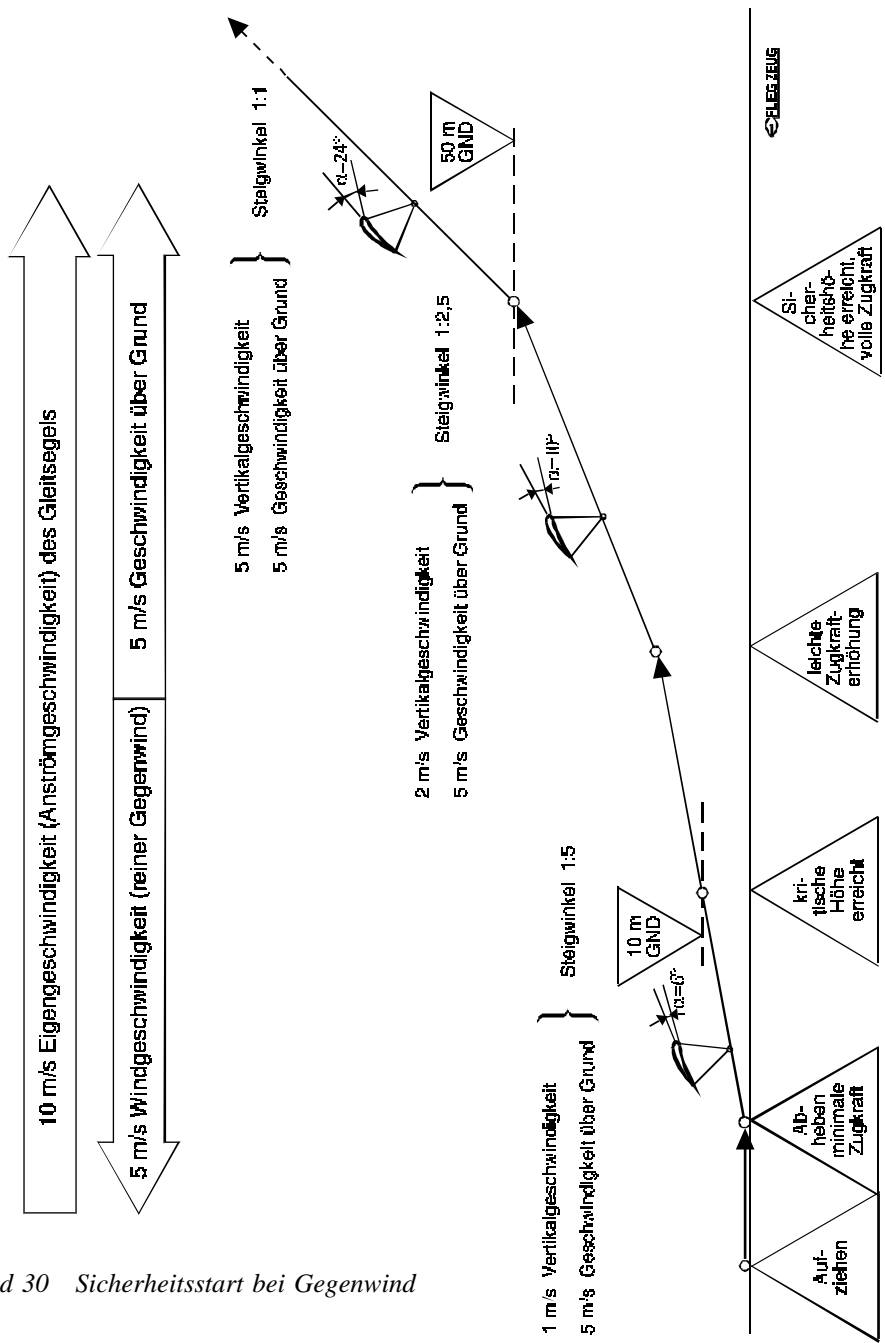 10 m/s Eigengeschwindigkeit (Anströmgeschwindigkeit) des Gleitsegels
5 m/s Windgeschwindigkeit (reiner Gegenwind)
5 m/s Geschwindigkeit über Grund
5 m/s Vertikalgeschwindigkeit
5 m/s Geschwindigkeit über Grund
Steigwinkel 1:1
α=24°
50 m
GND
2 m/s Vertikalgeschwindigkeit
5 m/s Geschwindigkeit über Grund
Steigwinkel 1:2,5
1 m/s Vertikalgeschwindigkeit
5 m/s Geschwindigkeit über Grund
Steigwinkel 1:5
α=6°
10 m
GND
Auf-
ziehen
Ab-
heben
minimale
Zugkraft
kri-
tische
Höhe
erreicht
leichte
Zugkraft-
erhöhung
Si-
cher-
heitshö-
he erreicht,
volle Zugkraft
FLEG ZEUG
d 30 Sicherheitsstart bei Gegenwind